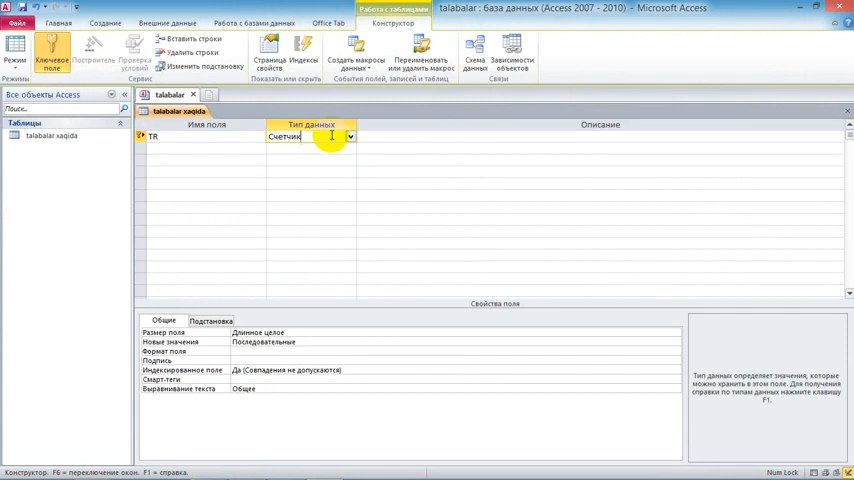 Работа с таблицами
talabalar : база данных (Access 2007 - 2010) - Microsoft Access
Файл Главная Создание Внешние данные Работа с базами данных Office Tab Конструктор
Режимы
Ключевое поле
Построитель
Проверка условий
Вставить строки
Удалить строки
Изменить подстановку
Страница свойств
Индексы
Создать макросы данных
Переименовать или удалить макрос
Схема данных
Зависимости объектов
Режимы Сервис Показать или скрыть События полей, записей и таблиц Связи
Все объекты Access
Поиск...
Таблицы
talabalar xaqida
talabalar
talabalar xaqida
Имя поля Тип данных Описание
TR Счетчик
Свойства поля
Общие Подстановка
Размер поля Длинное целое
Новые значения Последовательные
Формат поля
Подпись
Индексированное поле Да (Совпадения не допускаются)
Смарт-теги
Выравнивание текста Общее
Тип данных определяет значения, которые
можно хранить в этом поле. Для получения
справки по типам данных нажмите клавишу
F1.
Конструктор. F6 = переключение окон. F1 = справка.
Num Lock